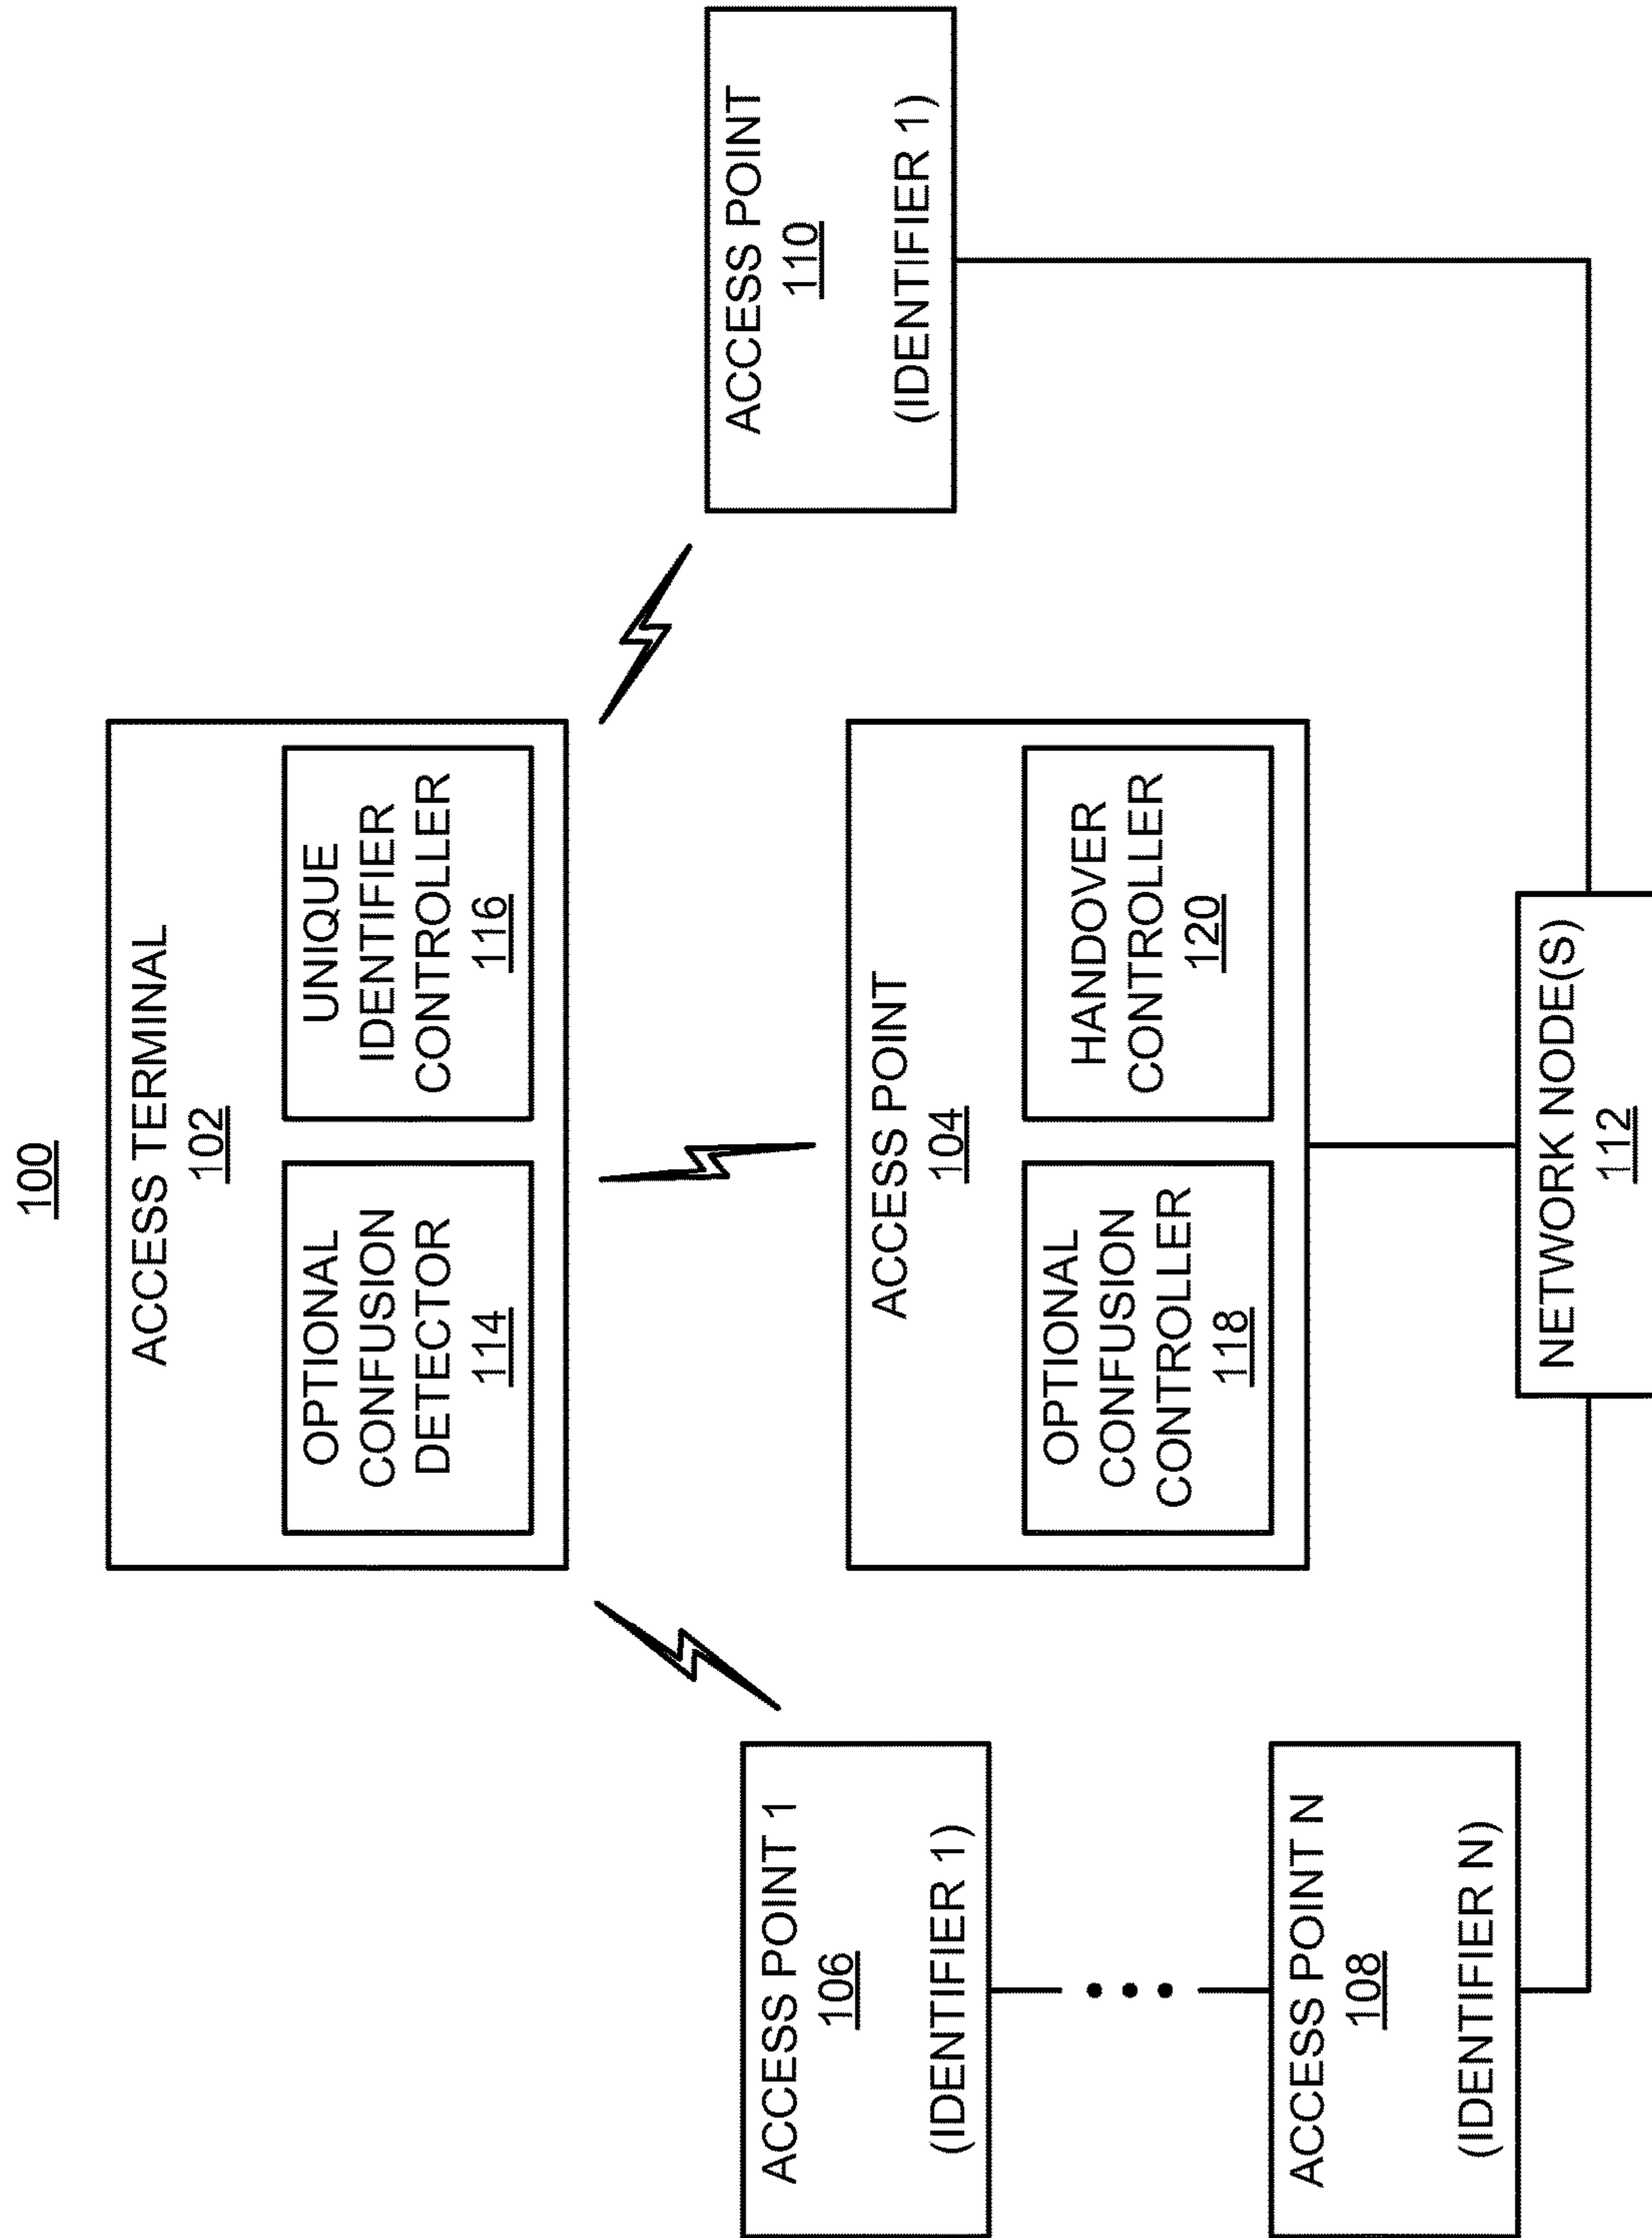 100
ACCESS TERMINAL
102
OPTIONAL
CONFUSION
DETECTOR
114
UNIQUE
IDENTIFIER
CONTROLLER
116
ACCESS POINT 1
106
(IDENTIFIER 1)
ACCESS POINT
104
OPTIONAL
CONFUSION
CONTROLLER
118
HANDOVER
CONTROLLER
120
ACCESS POINT
110
(IDENTIFIER 1)
ACCESS POINT N
108
(IDENTIFIER N)
NETWORK NODE(S)
112